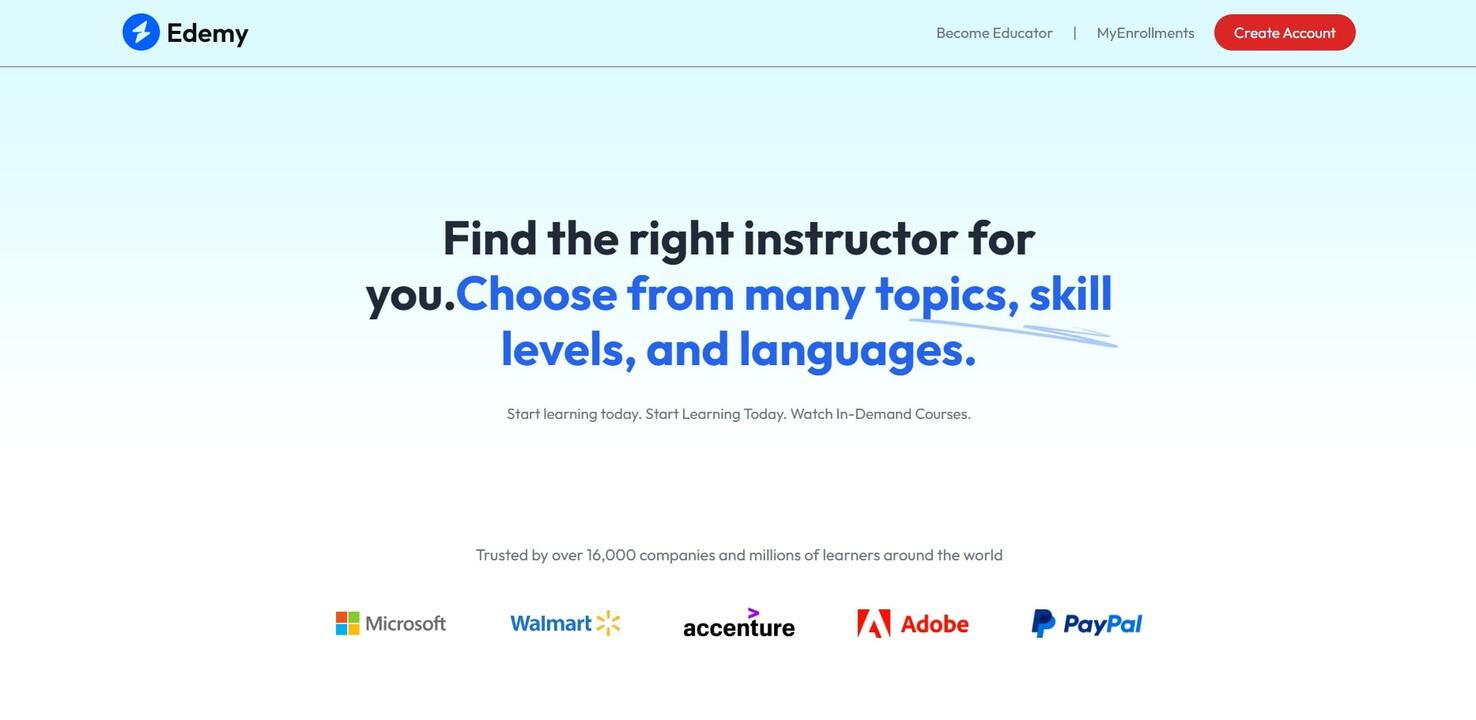 Edemy
Become Educator | MyEnrollments Create Account
Find the right instructor for
you.Choose from many topics, skill
levels, and languages.
Start learning today. Start Learning Today. Watch In-Demand Courses.
Trusted by over 16,000 companies and millions of learners around the world
Microsoft Walmart accenture Adobe PayPal